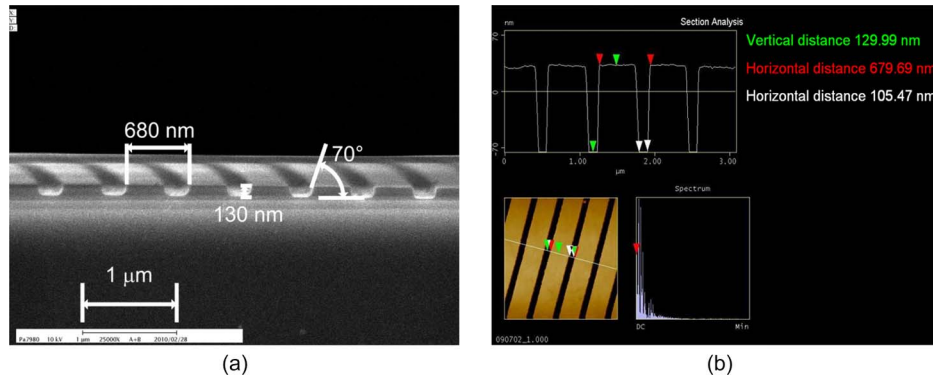 680 nm
70°
130 nm
1 μm
Pa7980 10 kV 1μm 25000X A+B 2010/02/28
(a)
nm
Section Analysis
70
0
-70
0 1.00 2.00 3.00
μm
Vertical distance 129.99 nm
Horizontal distance 679.69 nm
Horizontal distance 105.47 nm
Spectrum
DC Min
090702_1.000
(b)